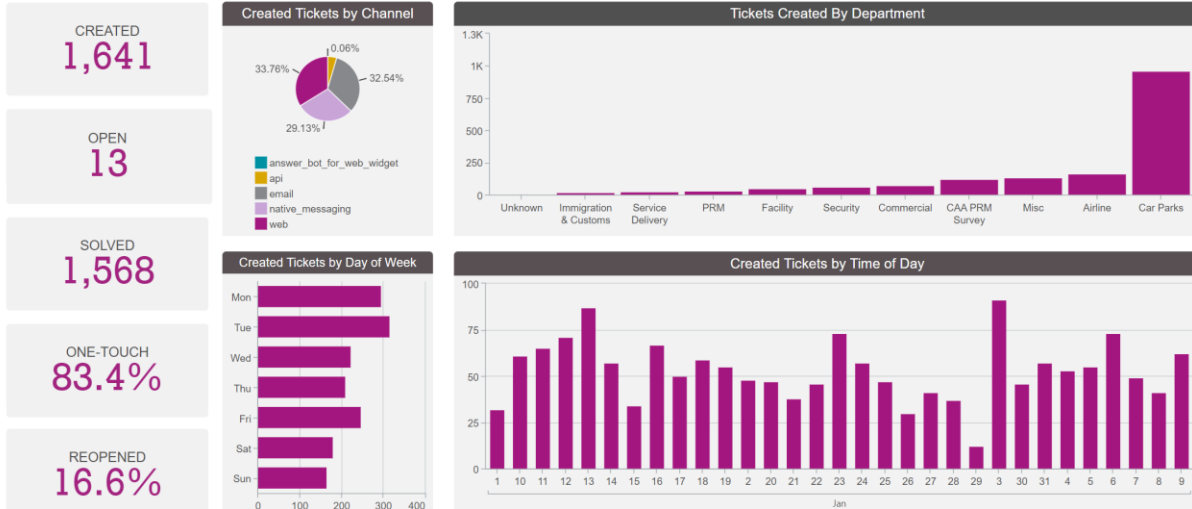 CREATED
1,641
OPEN
13
SOLVED
1,568
ONE-TOUCH
83.4%
REOPENED
16.6%
Created Tickets by Channel
0.06%
33.76%
32.54%
29.13%
answer_bot_for_web_widget
api
email
native_messaging
web
Tickets Created By Department
1.3K
1K
750
500
250
0
Unknown
Immigration
& Customs
Service
Delivery
PRM
Facility
Security
Commercial
CAA PRM
Survey
Misc
Airline
Car Parks
Created Tickets by Day of Week
Mon
Tue
Wed
Thu
Fri
Sat
Sun
0 100 200 300 400
Created Tickets by Time of Day
100
75
50
25
0
1 10 11 12 13 14 15 16 17 18 19 2 20 21 22 23 24 25 26 27 28 29 3 30 31 4 5 6 7 8 9
Jan